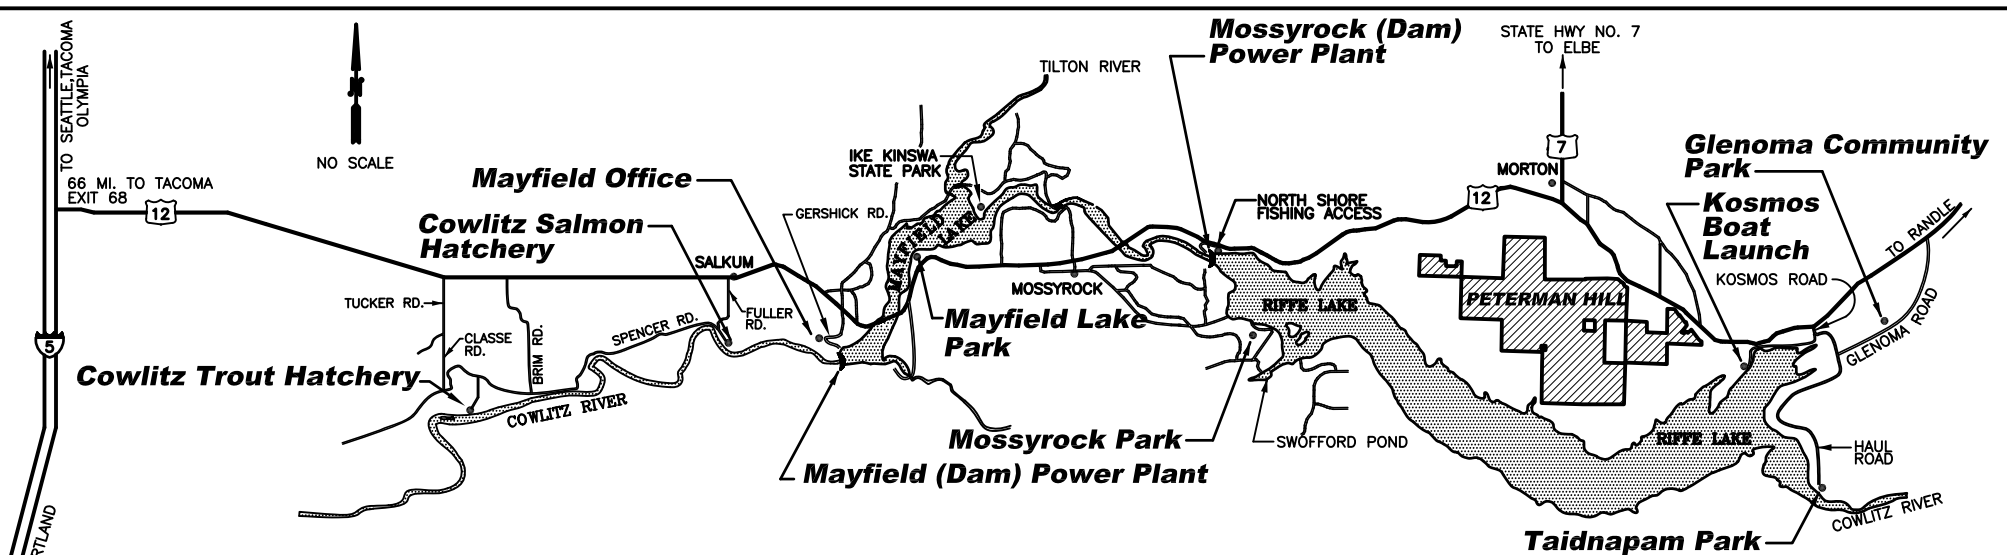 TO SEATTLE,TACOMA
OLYMPIA
N
NO SCALE
66 MI. TO TACOMA
EXIT 68
12
5
RTLAND
Mayfield Office
Cowlitz Salmon
Hatchery
SALKUM
TUCKER RD.
CLASSE
RD.
BRIM RD.
SPENCER RD.
FULLER
RD.
Cowlitz Trout Hatchery
COWLITZ RIVER
GERSHICK RD.
IKE KINSWA
STATE PARK
TILTON RIVER
MAYFIELD
LAKE
Mayfield Lake
Park
Mayfield (Dam) Power Plant
MOSSYROCK
Mossyrock (Dam)
Power Plant
NORTH SHORE
FISHING ACCESS
RIFFE LAKE
Mossyrock Park
SWOFFORD POND
STATE HWY NO. 7
TO ELBE
7
MORTON
12
PETERMAN HILL
Glenoma Community
Park
Kosmos
Boat
Launch
KOSMOS ROAD
TO RANDLE
GLENOMA ROAD
RIFFE LAKE
HAUL
ROAD
COWLITZ RIVER
Taidnapam Park